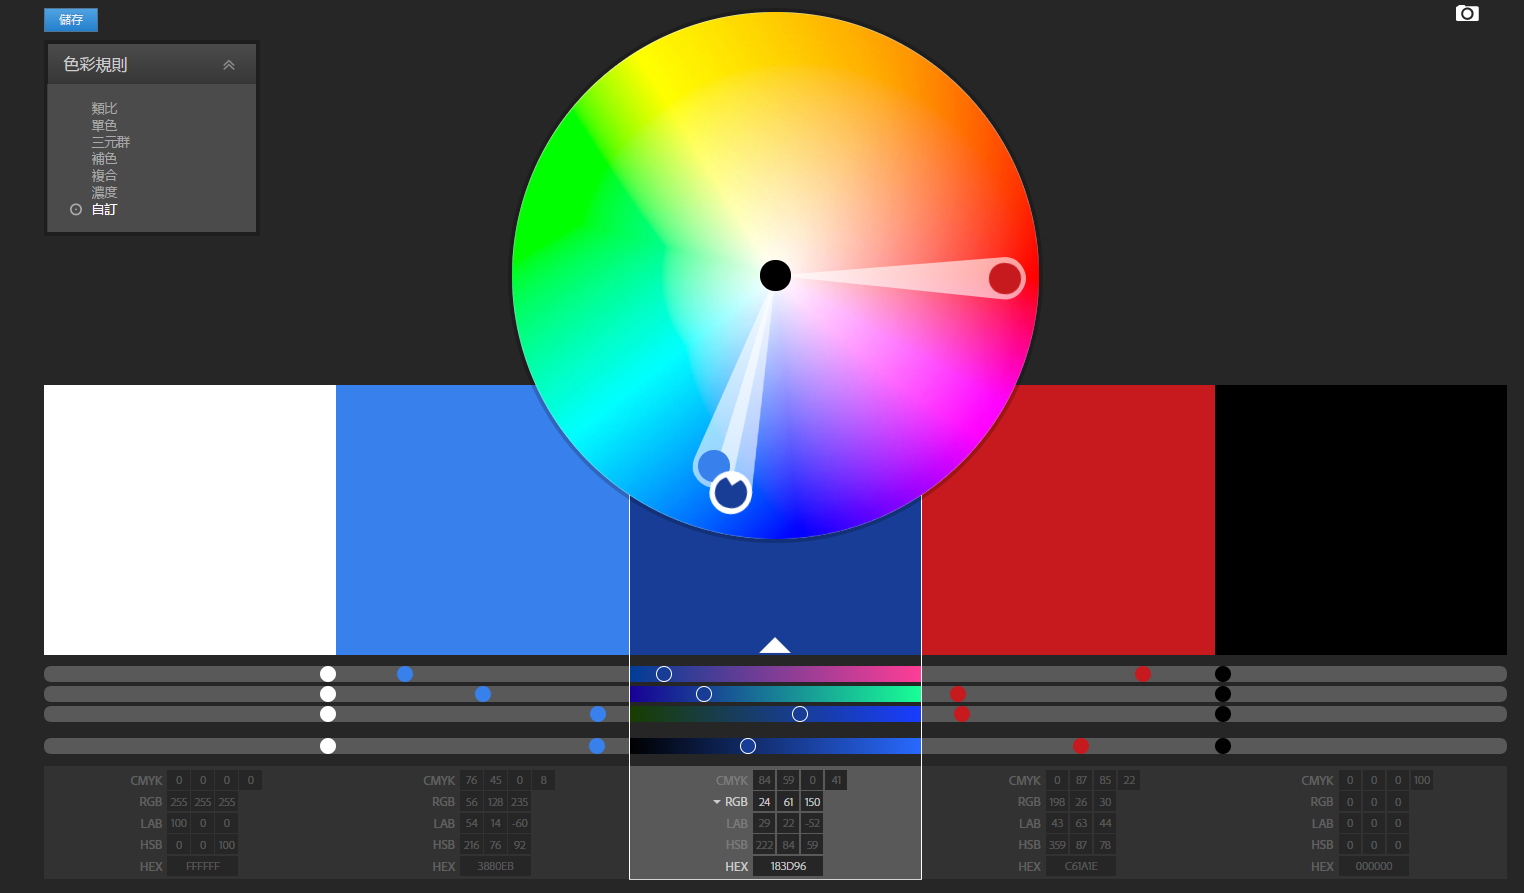 儲存
色彩規則
類比
單色
三元群
補色
複合
濃度
自訂
CMYK 0 0 0 0 CMYK 76 45 0 8 CMYK 84 59 0 41 CMYK 0 87 85 22 CMYK 0 0 0 100
RGB 255 255 255 RGB 56 128 235 RGB 24 61 150 RGB 198 26 30 RGB 0 0 0
LAB 100 0 0 LAB 54 14 -60 LAB 29 22 -52 LAB 43 63 44 LAB 0 0 0
HSB 0 0 100 HSB 216 76 92 HSB 222 84 59 HSB 359 87 78 HSB 0 0 0
HEX FFFFFF HEX 3880EB HEX 183D96 HEX C61A1E HEX 000000